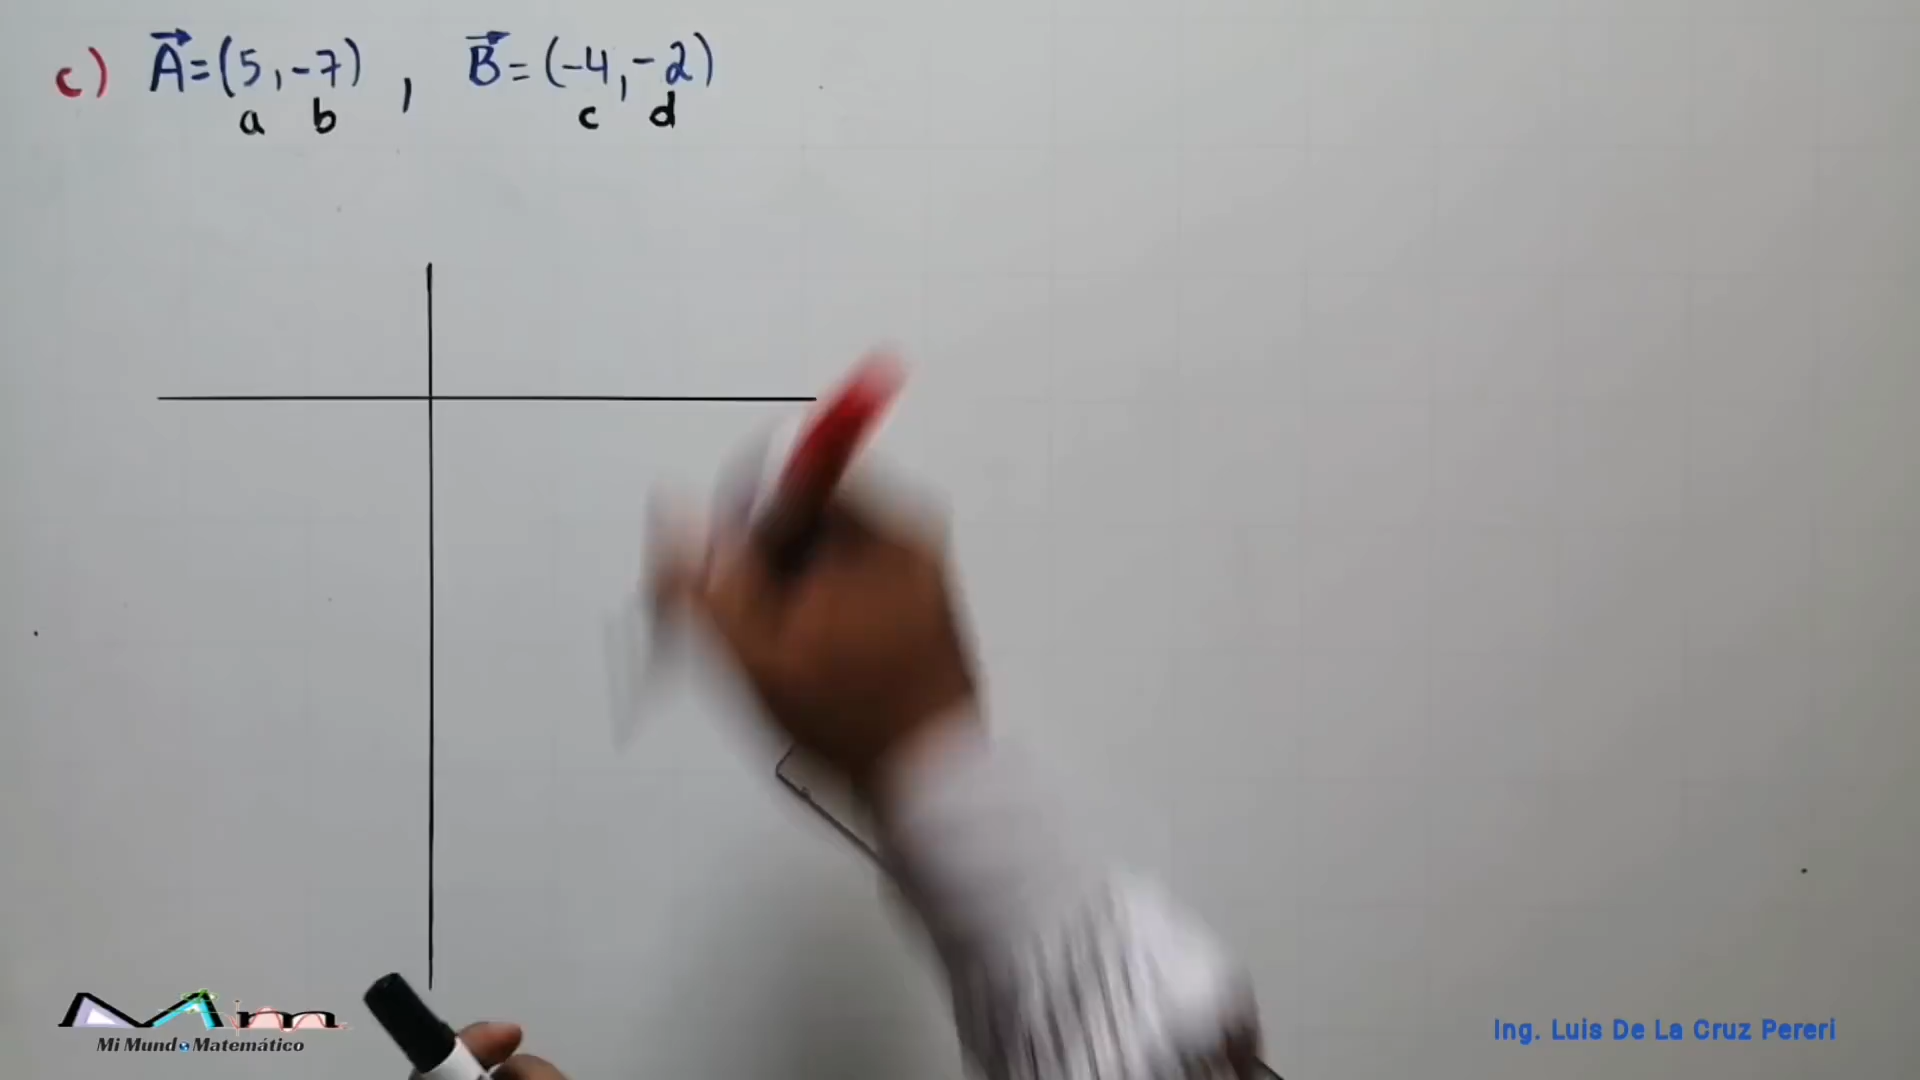 c) A=(5,-7) , B=(-4,-2)
a b c d
Mi Mundo Matemático
Ing. Luis De La Cruz Pereri